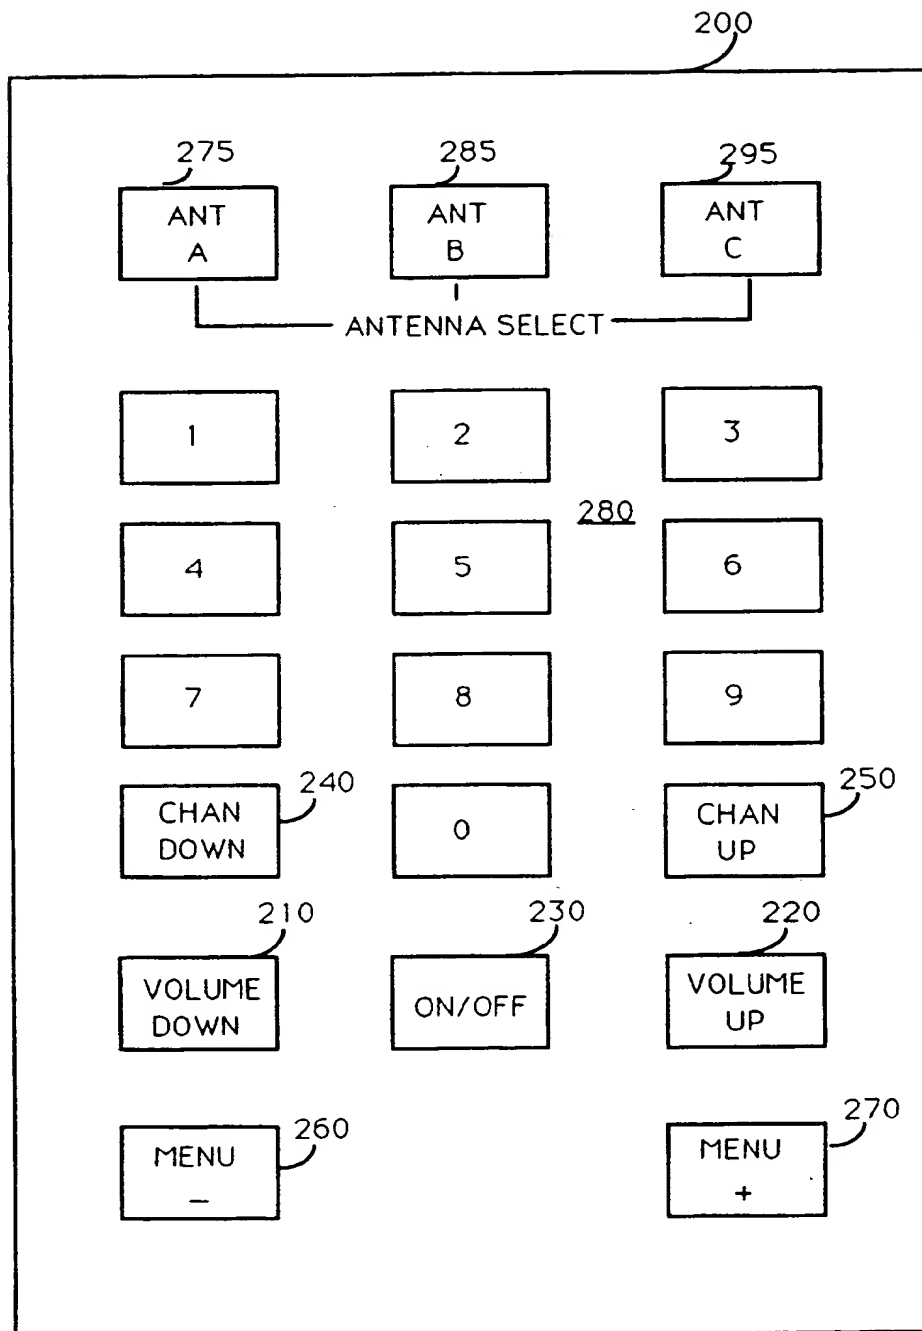 200
275 285 295
ANT ANT ANT
A B C
ANTENNA SELECT
1 2 3
280
4 5 6
7 8 9
240 250
CHAN 0 CHAN
DOWN UP
210 230 220
VOLUME ON/OFF VOLUME
DOWN UP
260 270
MENU MENU
– +